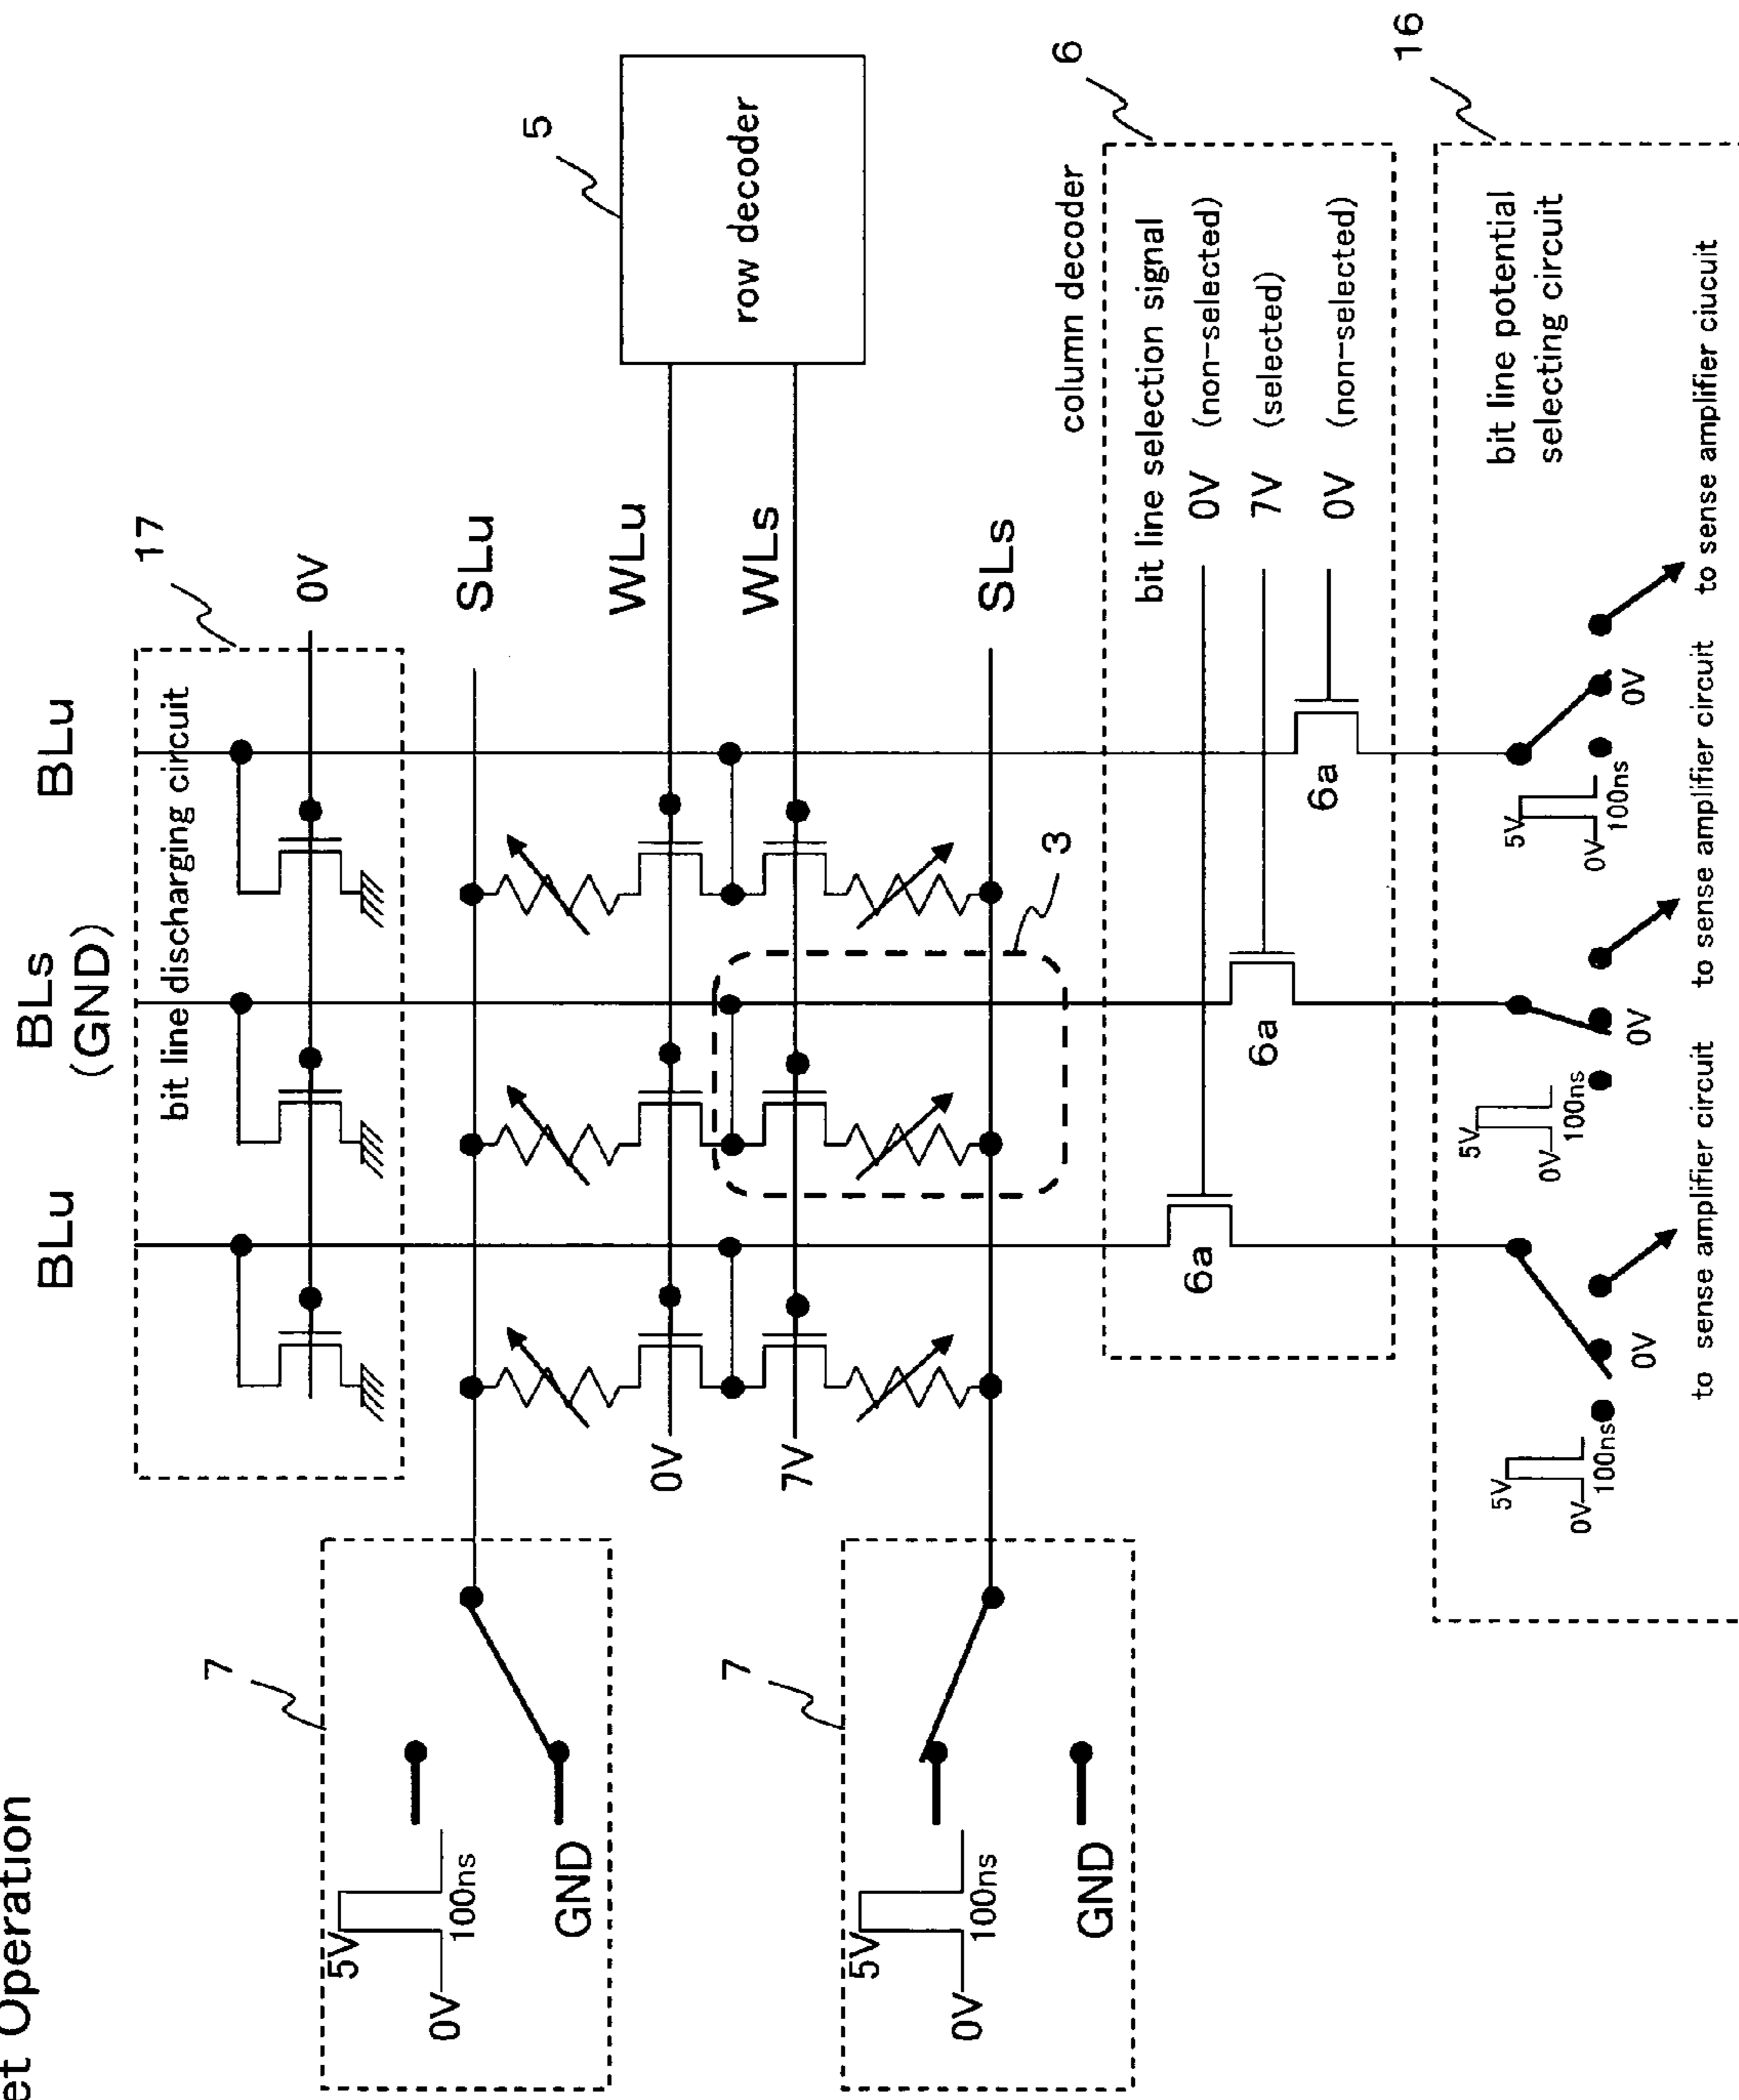 et Operation
BLu
BLs
(GND)
BLu
17
bit line discharging circuit
0V
7
5V
0V
100ns
GND
SLu
5
row decoder
0V
WLu
7V
WLs
7
5V
0V
100ns
GND
SLs
3
6
column decoder
bit line selection signal
0V (non-selected)
7V (selected)
0V (non-selected)
6a
6a
6a
16
bit line potential
selecting circuit
5V
0V
100ns
0V
5V
0V
100ns
0V
5V
0V
100ns
0V
to sense amplifier circuit
to sense amplifier circuit
to sense amplifier ciucuit